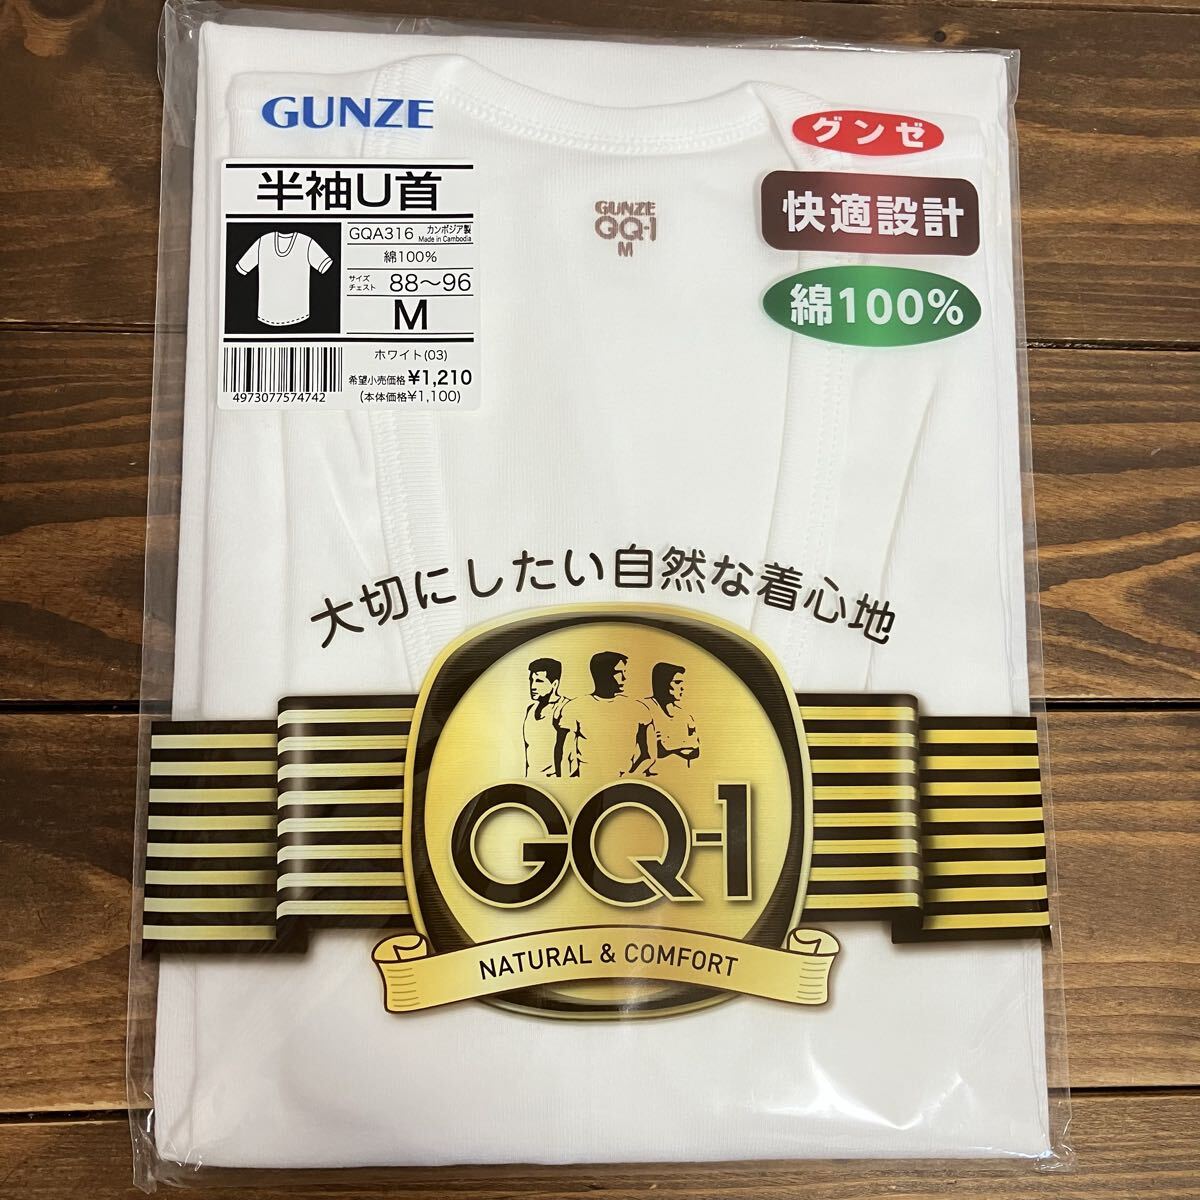 GUNZE
半袖U首
GQA316 カンボジア製
Made in Cambodia
綿100%
サイズ
チェスト 88〜96
M
ホワイト(03)
希望小売価格 ¥1,210
(本体価格¥1,100)
4973077574742
GUNZE
GQ-1
M
グンゼ
快適設計
綿100%
大切にしたい自然な着心地
GQ-1
NATURAL & COMFORT